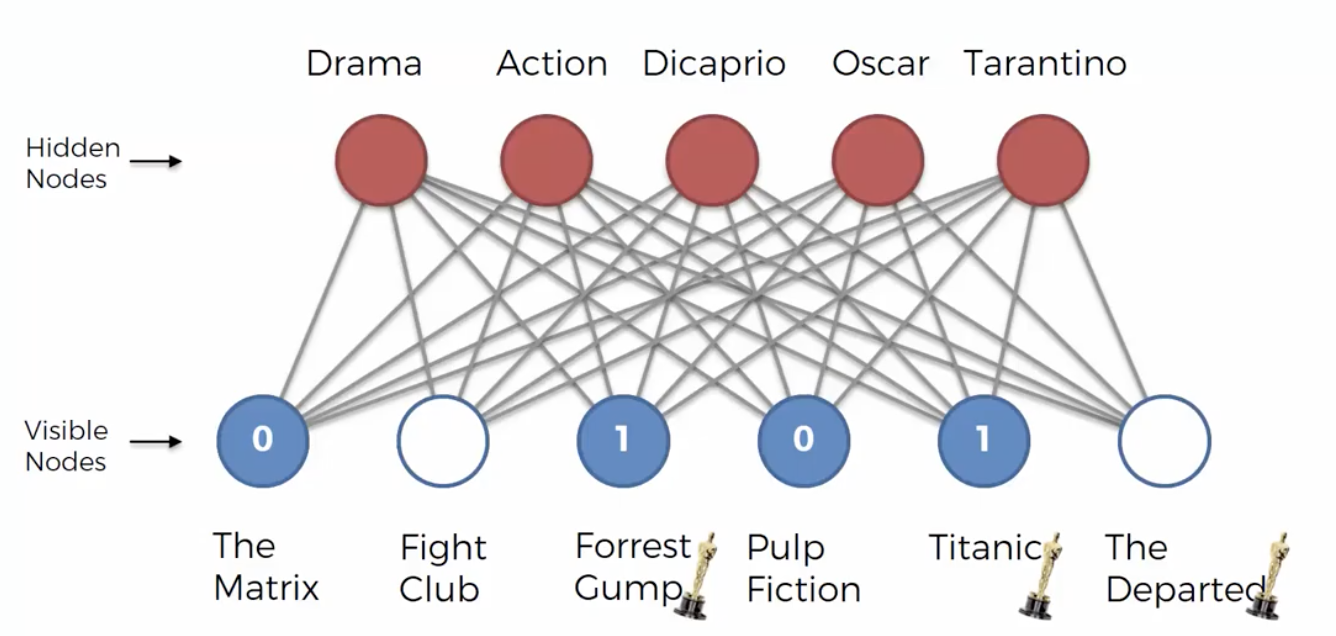 Drama Action Dicaprio Oscar Tarantino
Hidden
Nodes
Visible
Nodes
0 1 0 1
The
Matrix
Fight
Club
Forrest
Gump
Pulp
Fiction
Titanic
The
Departed